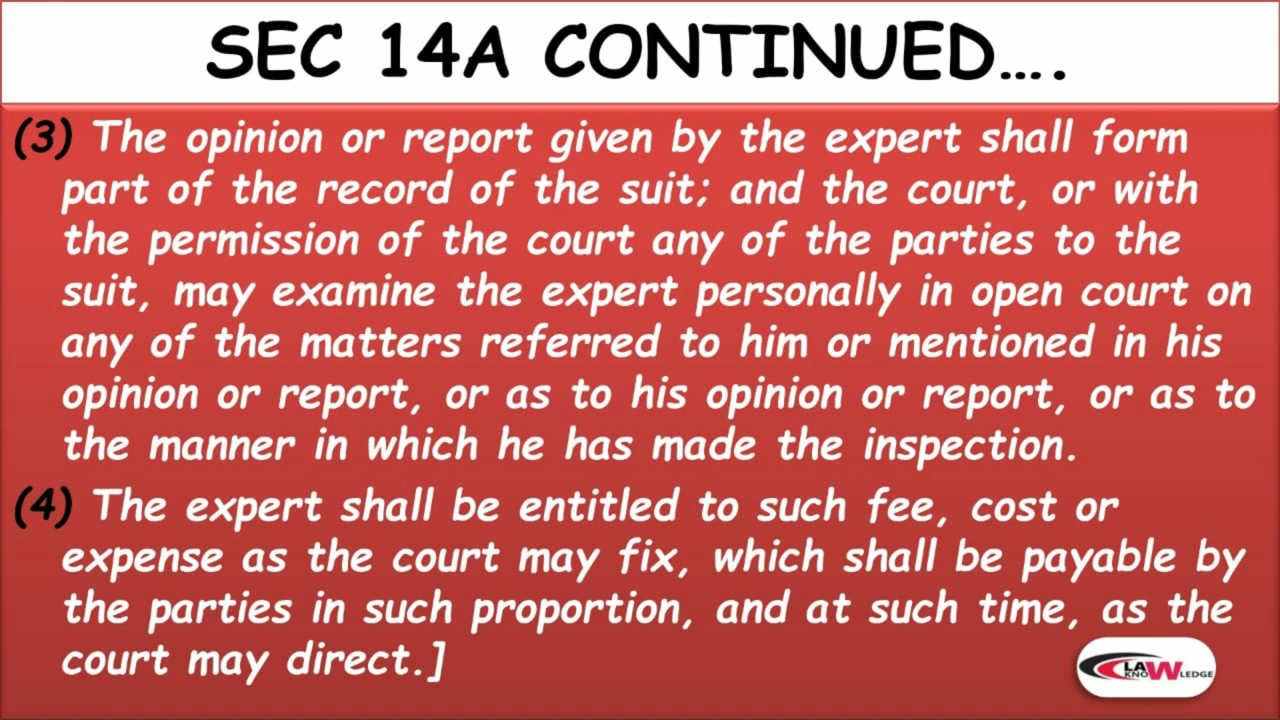 SEC 14A CONTINUED....
(3) The opinion or report given by the expert shall form
part of the record of the suit; and the court, or with
the permission of the court any of the parties to the
suit, may examine the expert personally in open court on
any of the matters referred to him or mentioned in his
opinion or report, or as to his opinion or report, or as to
the manner in which he has made the inspection.
(4) The expert shall be entitled to such fee, cost or
expense as the court may fix, which shall be payable by
the parties in such proportion, and at such time, as the
court may direct.]
LAW
KNOWLEDGE